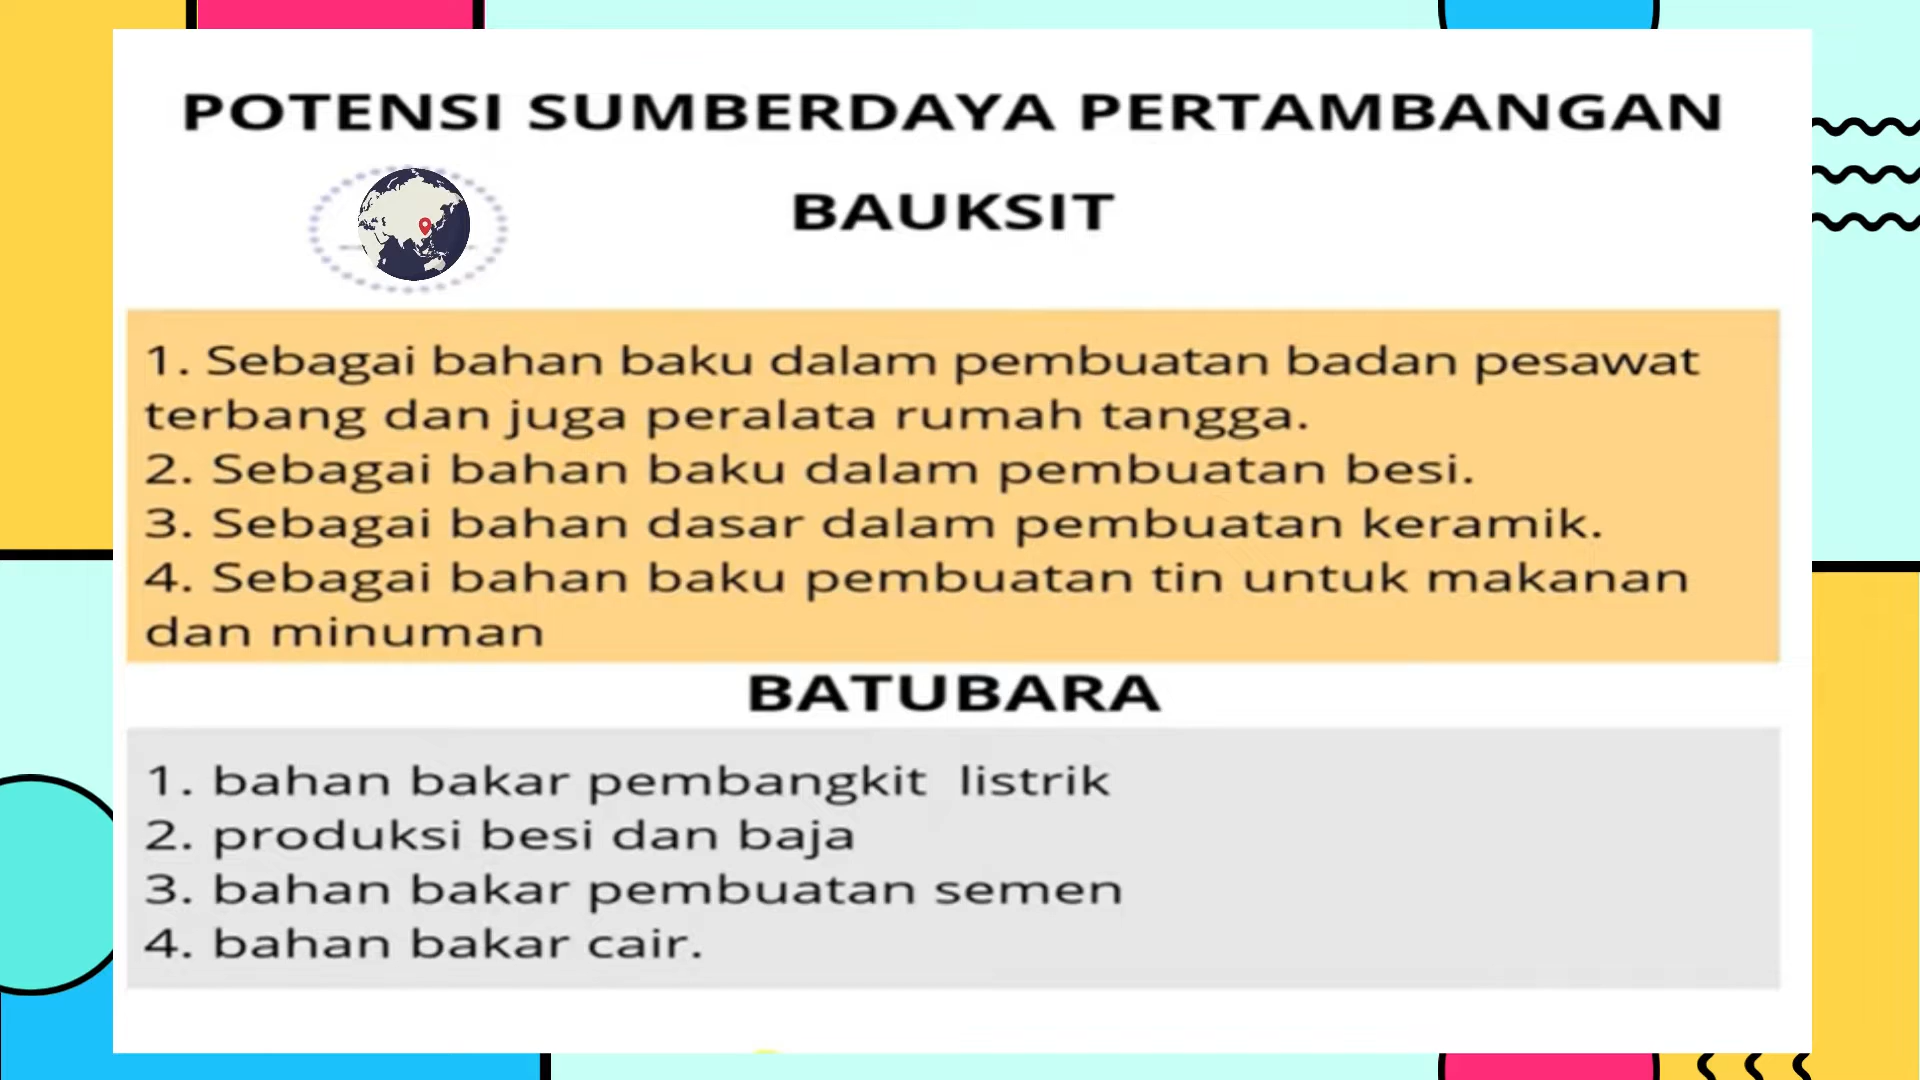 POTENSI SUMBERDAYA PERTAMBANGAN
BAUKSIT
1. Sebagai bahan baku dalam pembuatan badan pesawat
terbang dan juga peralata rumah tangga.
2. Sebagai bahan baku dalam pembuatan besi.
3. Sebagai bahan dasar dalam pembuatan keramik.
4. Sebagai bahan baku pembuatan tin untuk makanan
dan minuman
BATUBARA
1. bahan bakar pembangkit  listrik
2. produksi besi dan baja
3. bahan bakar pembuatan semen
4. bahan bakar cair.